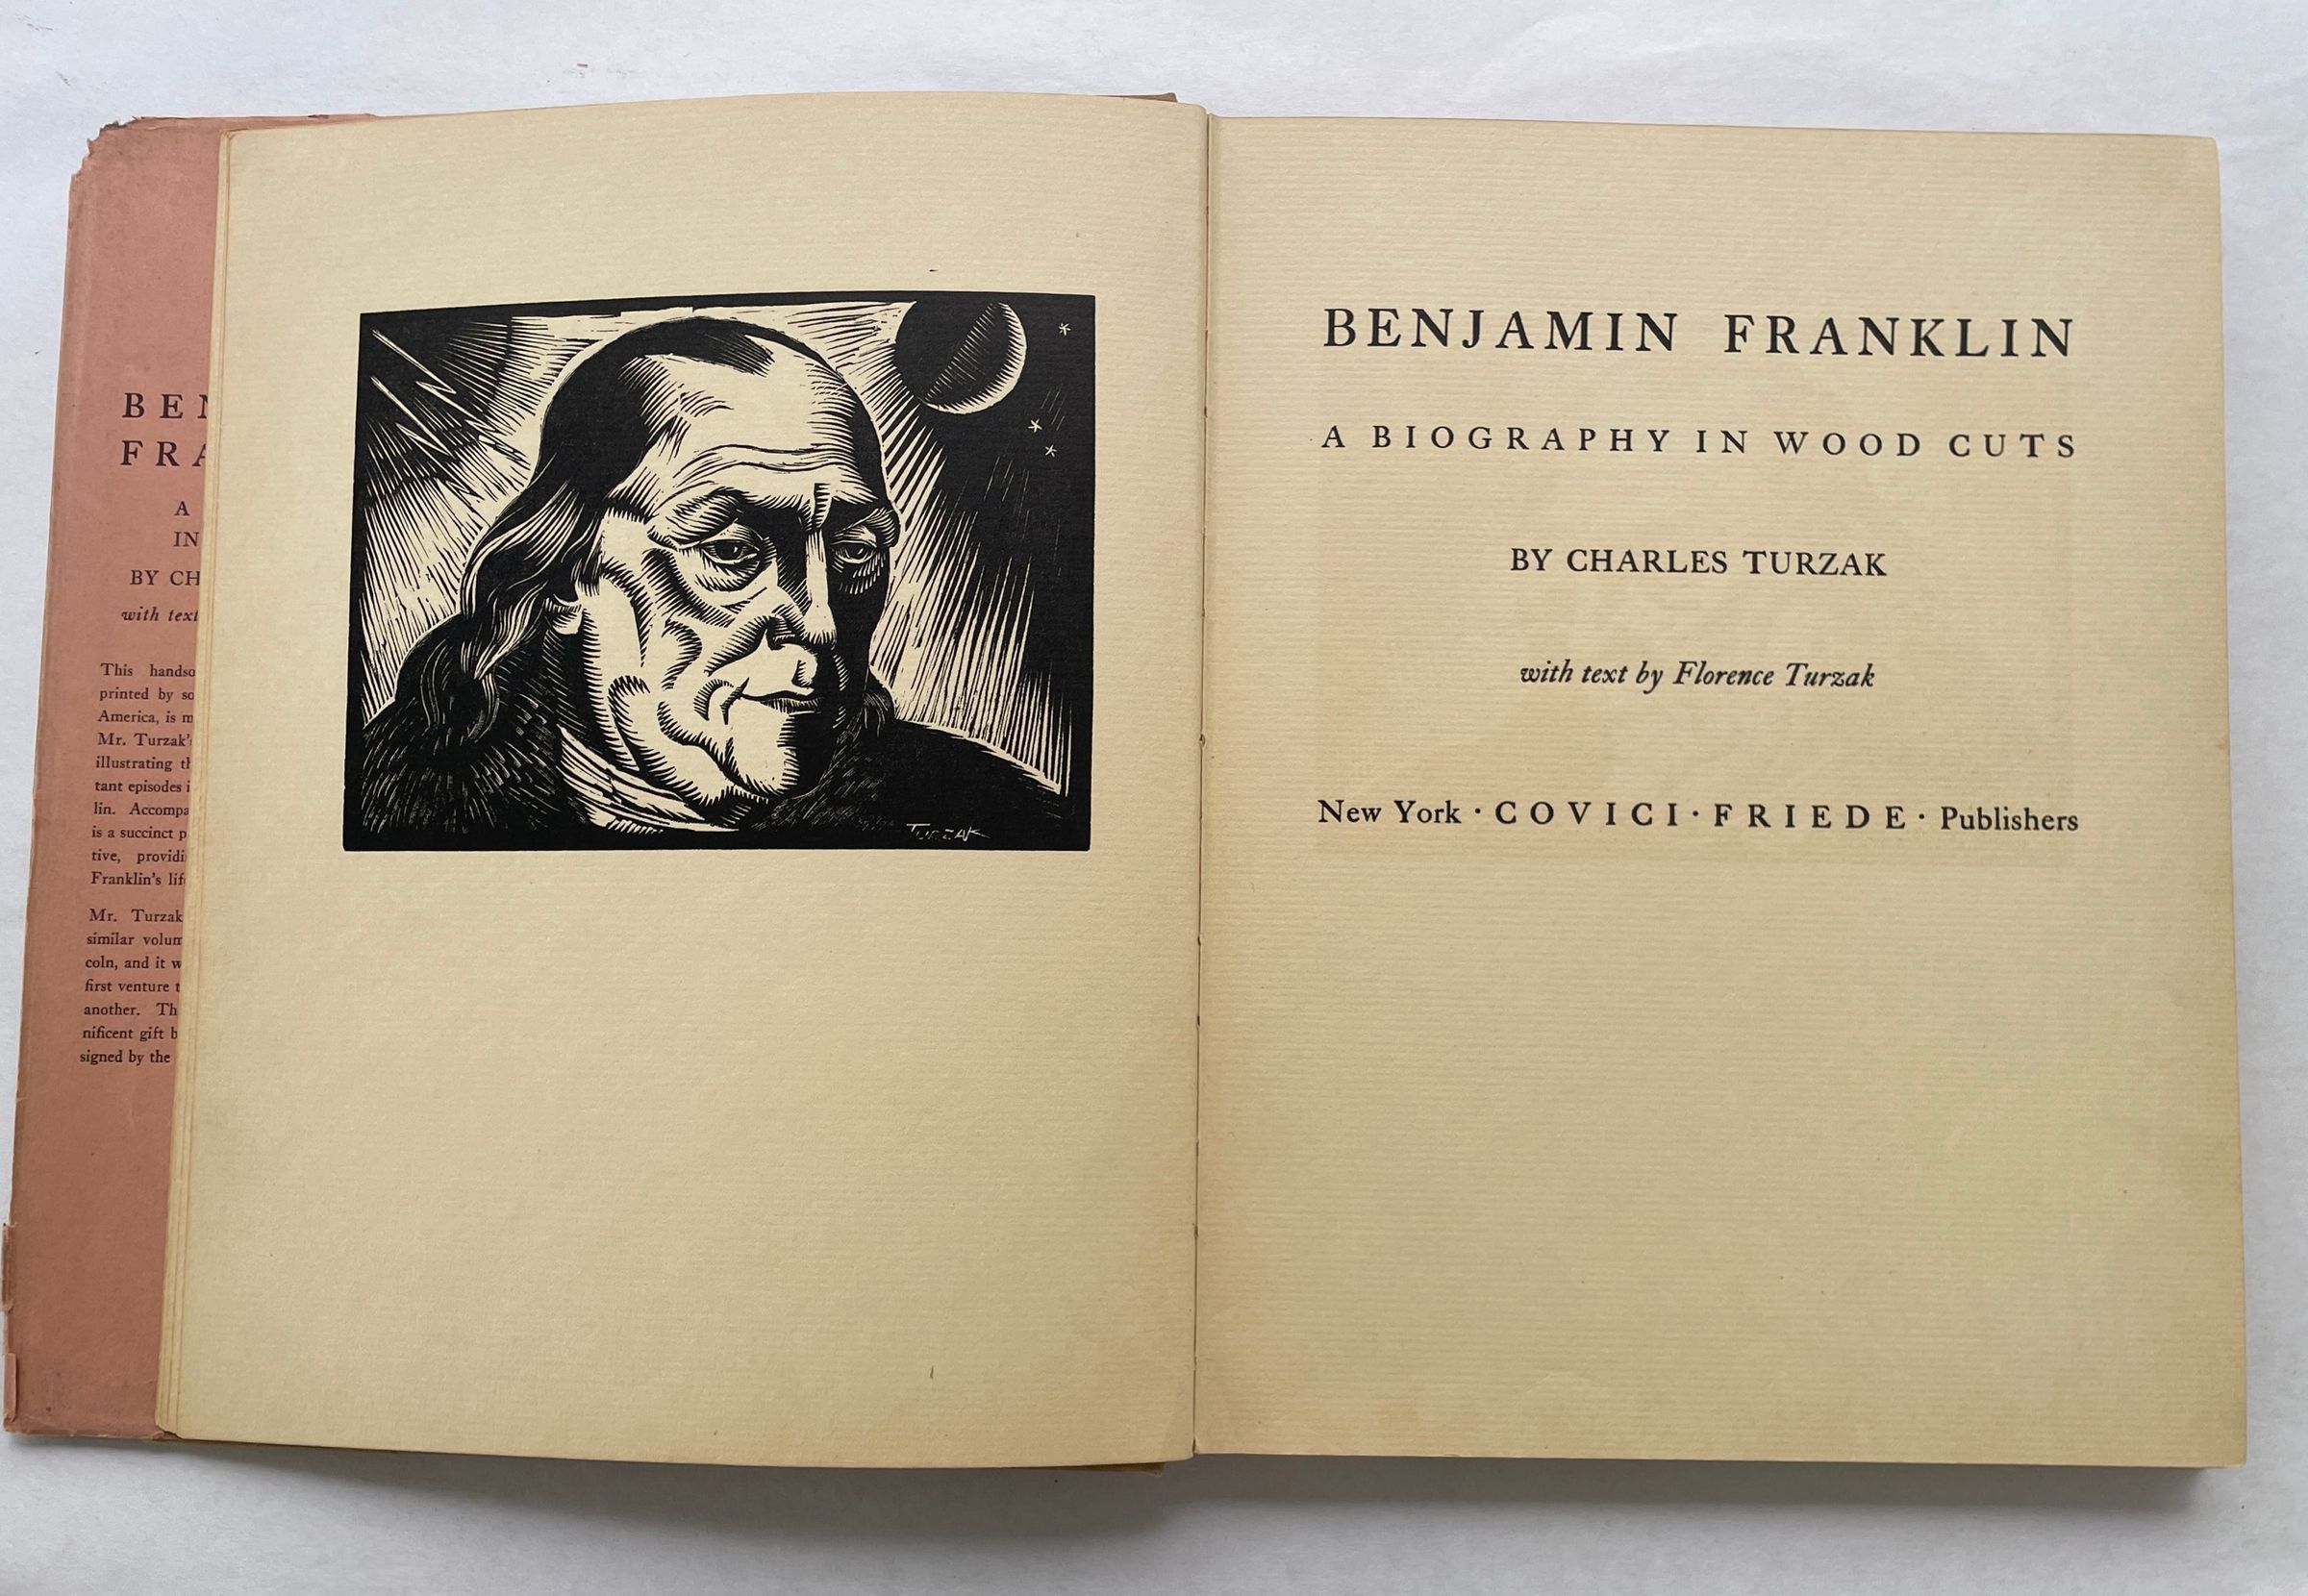 BEN
FRA
A
IN
BY CH
with text
This handso
printed by so
America, is m
Mr. Turzak's
illustrating th
tant episodes i
lin. Accompa
is a succinct p
tive, providi
Franklin's life
Mr. Turzak
similar volum
coln, and it w
first venture t
another. Th
nificent gift b
signed by the
TURZAK
BENJAMIN FRANKLIN
A BIOGRAPHY IN WOOD CUTS
BY CHARLES TURZAK
with text by Florence Turzak
New York · COVICI · FRIEDE · Publishers